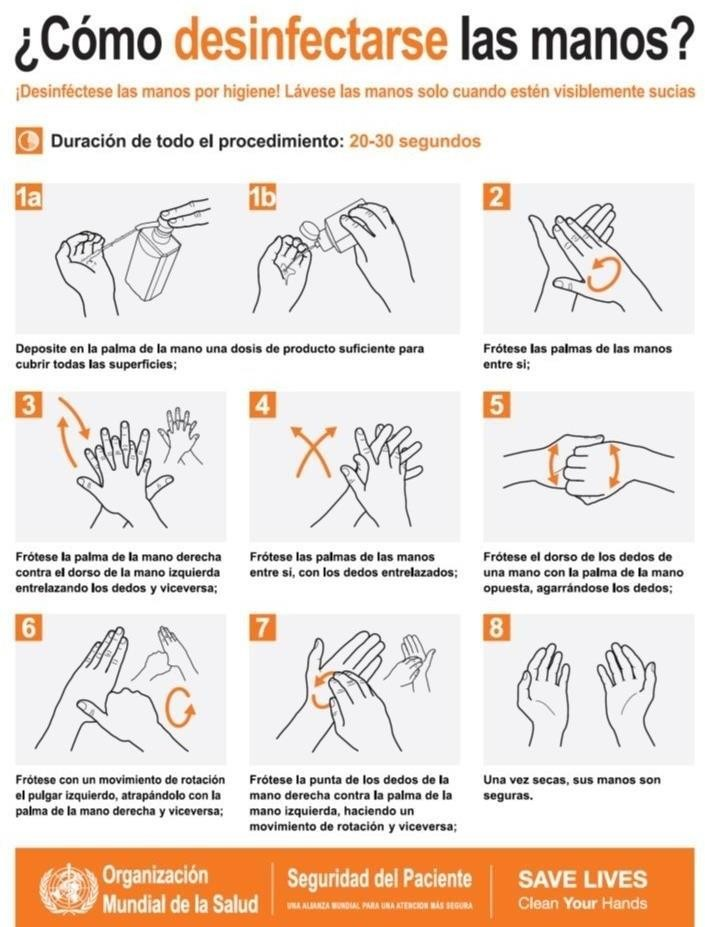 ¿Cómo desinfectarse las manos?
¡Desinféctese las manos por higiene! Lávese las manos solo cuando estén visiblemente sucias
Duración de todo el procedimiento: 20-30 segundos
1a
1b
2
Deposite en la palma de la mano una dosis de producto suficiente para
cubrir todas las superficies;
Frótese las palmas de las manos
entre si;
3
4
5
Frótese la palma de la mano derecha
contra el dorso de la mano izquierda
entrelazando los dedos y viceversa;
Frótese las palmas de las manos
entre sí, con los dedos entrelazados;
Frótese el dorso de los dedos de
una mano con la palma de la mano
opuesta, agarrándose los dedos;
6
7
8
Frótese con un movimiento de rotación
el pulgar izquierdo, atrapándolo con la
palma de la mano derecha y viceversa;
Frótese la punta de los dedos de la
mano derecha contra la palma de la
mano izquierda, haciendo un
movimiento de rotación y viceversa;
Una vez secas, sus manos son
seguras.
Organización
Mundial de la Salud
Seguridad del Paciente
UNA ALIANZA MUNDIAL PARA UNA ATENCION MÁS SEGURA
SAVE LIVES
Clean Your Hands